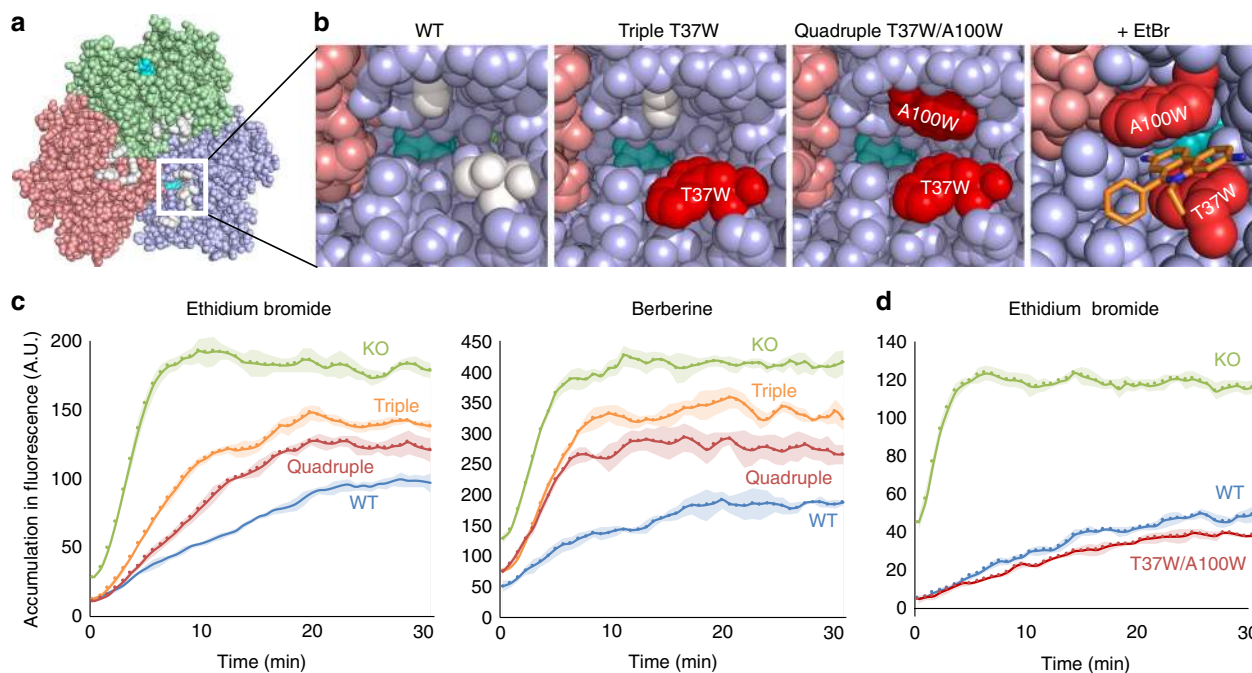 a
b
WT
Triple T37W
Quadruple T37W/A100W
+ EtBr
T37W
A100W
T37W
A100W
T37W
c
Ethidium bromide
Accumulation in fluorescence (A.U.)
200
150
100
50
0
KO
Triple
Quadruple
WT
0
10
20
30
Time (min)
Berberine
450
400
350
300
250
200
150
100
50
0
KO
Triple
Quadruple
WT
0
10
20
30
Time (min)
d
Ethidium bromide
140
120
100
80
60
40
20
0
KO
WT
T37W/A100W
0
10
20
30
Time (min)